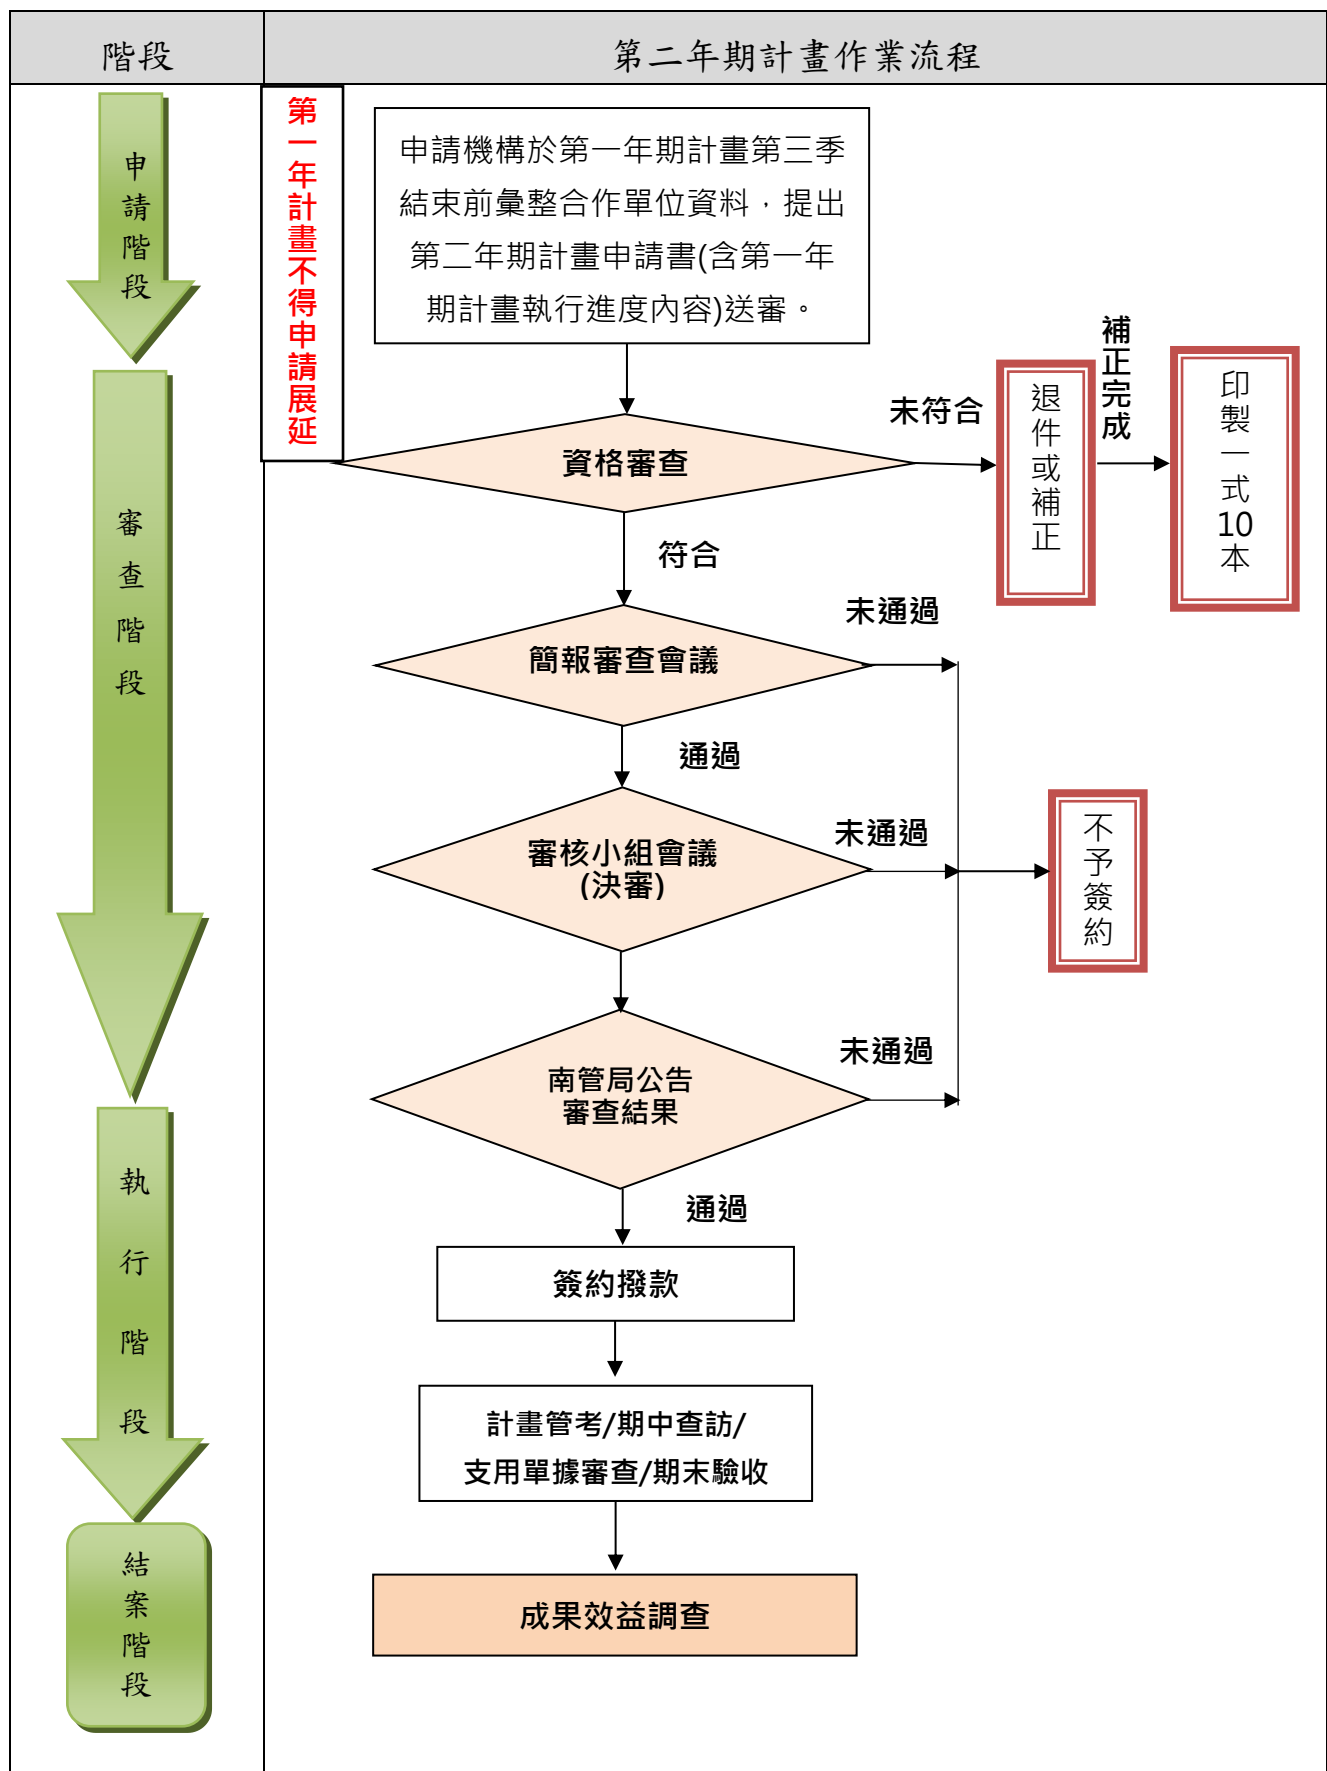 階段
第二年期計畫作業流程
申請階段
第一年計畫不得申請展延
申請機構於第一年期計畫第三季
結束前彙整合作單位資料，提出
第二年期計畫申請書(含第一年
期計畫執行進度內容)送審。
補正完成
未符合
退件或補正
印製一式10本
資格審查
符合
審查階段
未通過
簡報審查會議
通過
未通過
審核小組會議
(決審)
不予簽約
未通過
南管局公告
審查結果
通過
執行階段
簽約撥款
計畫管考/期中查訪/
支用單據審查/期末驗收
結案階段
成果效益調查